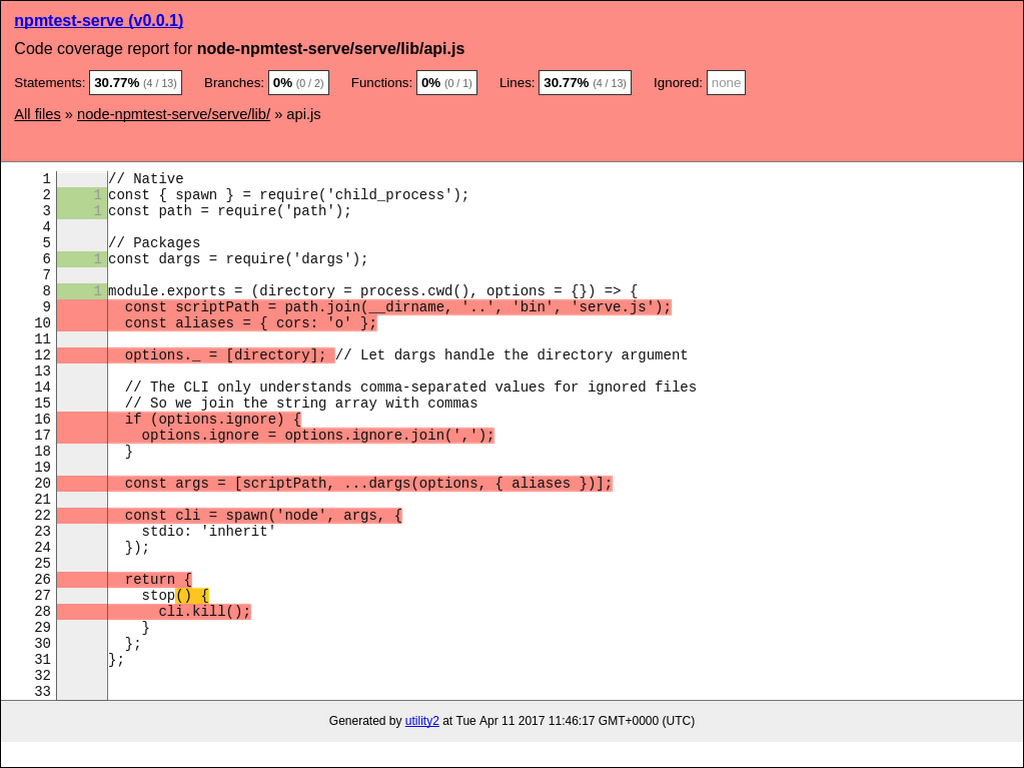 npmtest-serve (v0.0.1)
Code coverage report for node-npmtest-serve/serve/lib/api.js
Statements: 30.77% (4 / 13) Branches: 0% (0 / 2) Functions: 0% (0 / 1) Lines: 30.77% (4 / 13) Ignored: none
All files » node-npmtest-serve/serve/lib/ » api.js
1 // Native
2 1 const { spawn } = require('child_process');
3 1 const path = require('path');
4
5 // Packages
6 1 const dargs = require('dargs');
7
8 1 module.exports = (directory = process.cwd(), options = {}) => {
9 const scriptPath = path.join(__dirname, '..', 'bin', 'serve.js');
10 const aliases = { cors: 'o' };
11
12 options._ = [directory]; // Let dargs handle the directory argument
13
14 // The CLI only understands comma-separated values for ignored files
15 // So we join the string array with commas
16 if (options.ignore) {
17 options.ignore = options.ignore.join(',');
18 }
19
20 const args = [scriptPath, ...dargs(options, { aliases })];
21
22 const cli = spawn('node', args, {
23 stdio: 'inherit'
24 });
25
26 return {
27 stop() {
28 cli.kill();
29 }
30 };
31 };
32
33
Generated by utility2 at Tue Apr 11 2017 11:46:17 GMT+0000 (UTC)